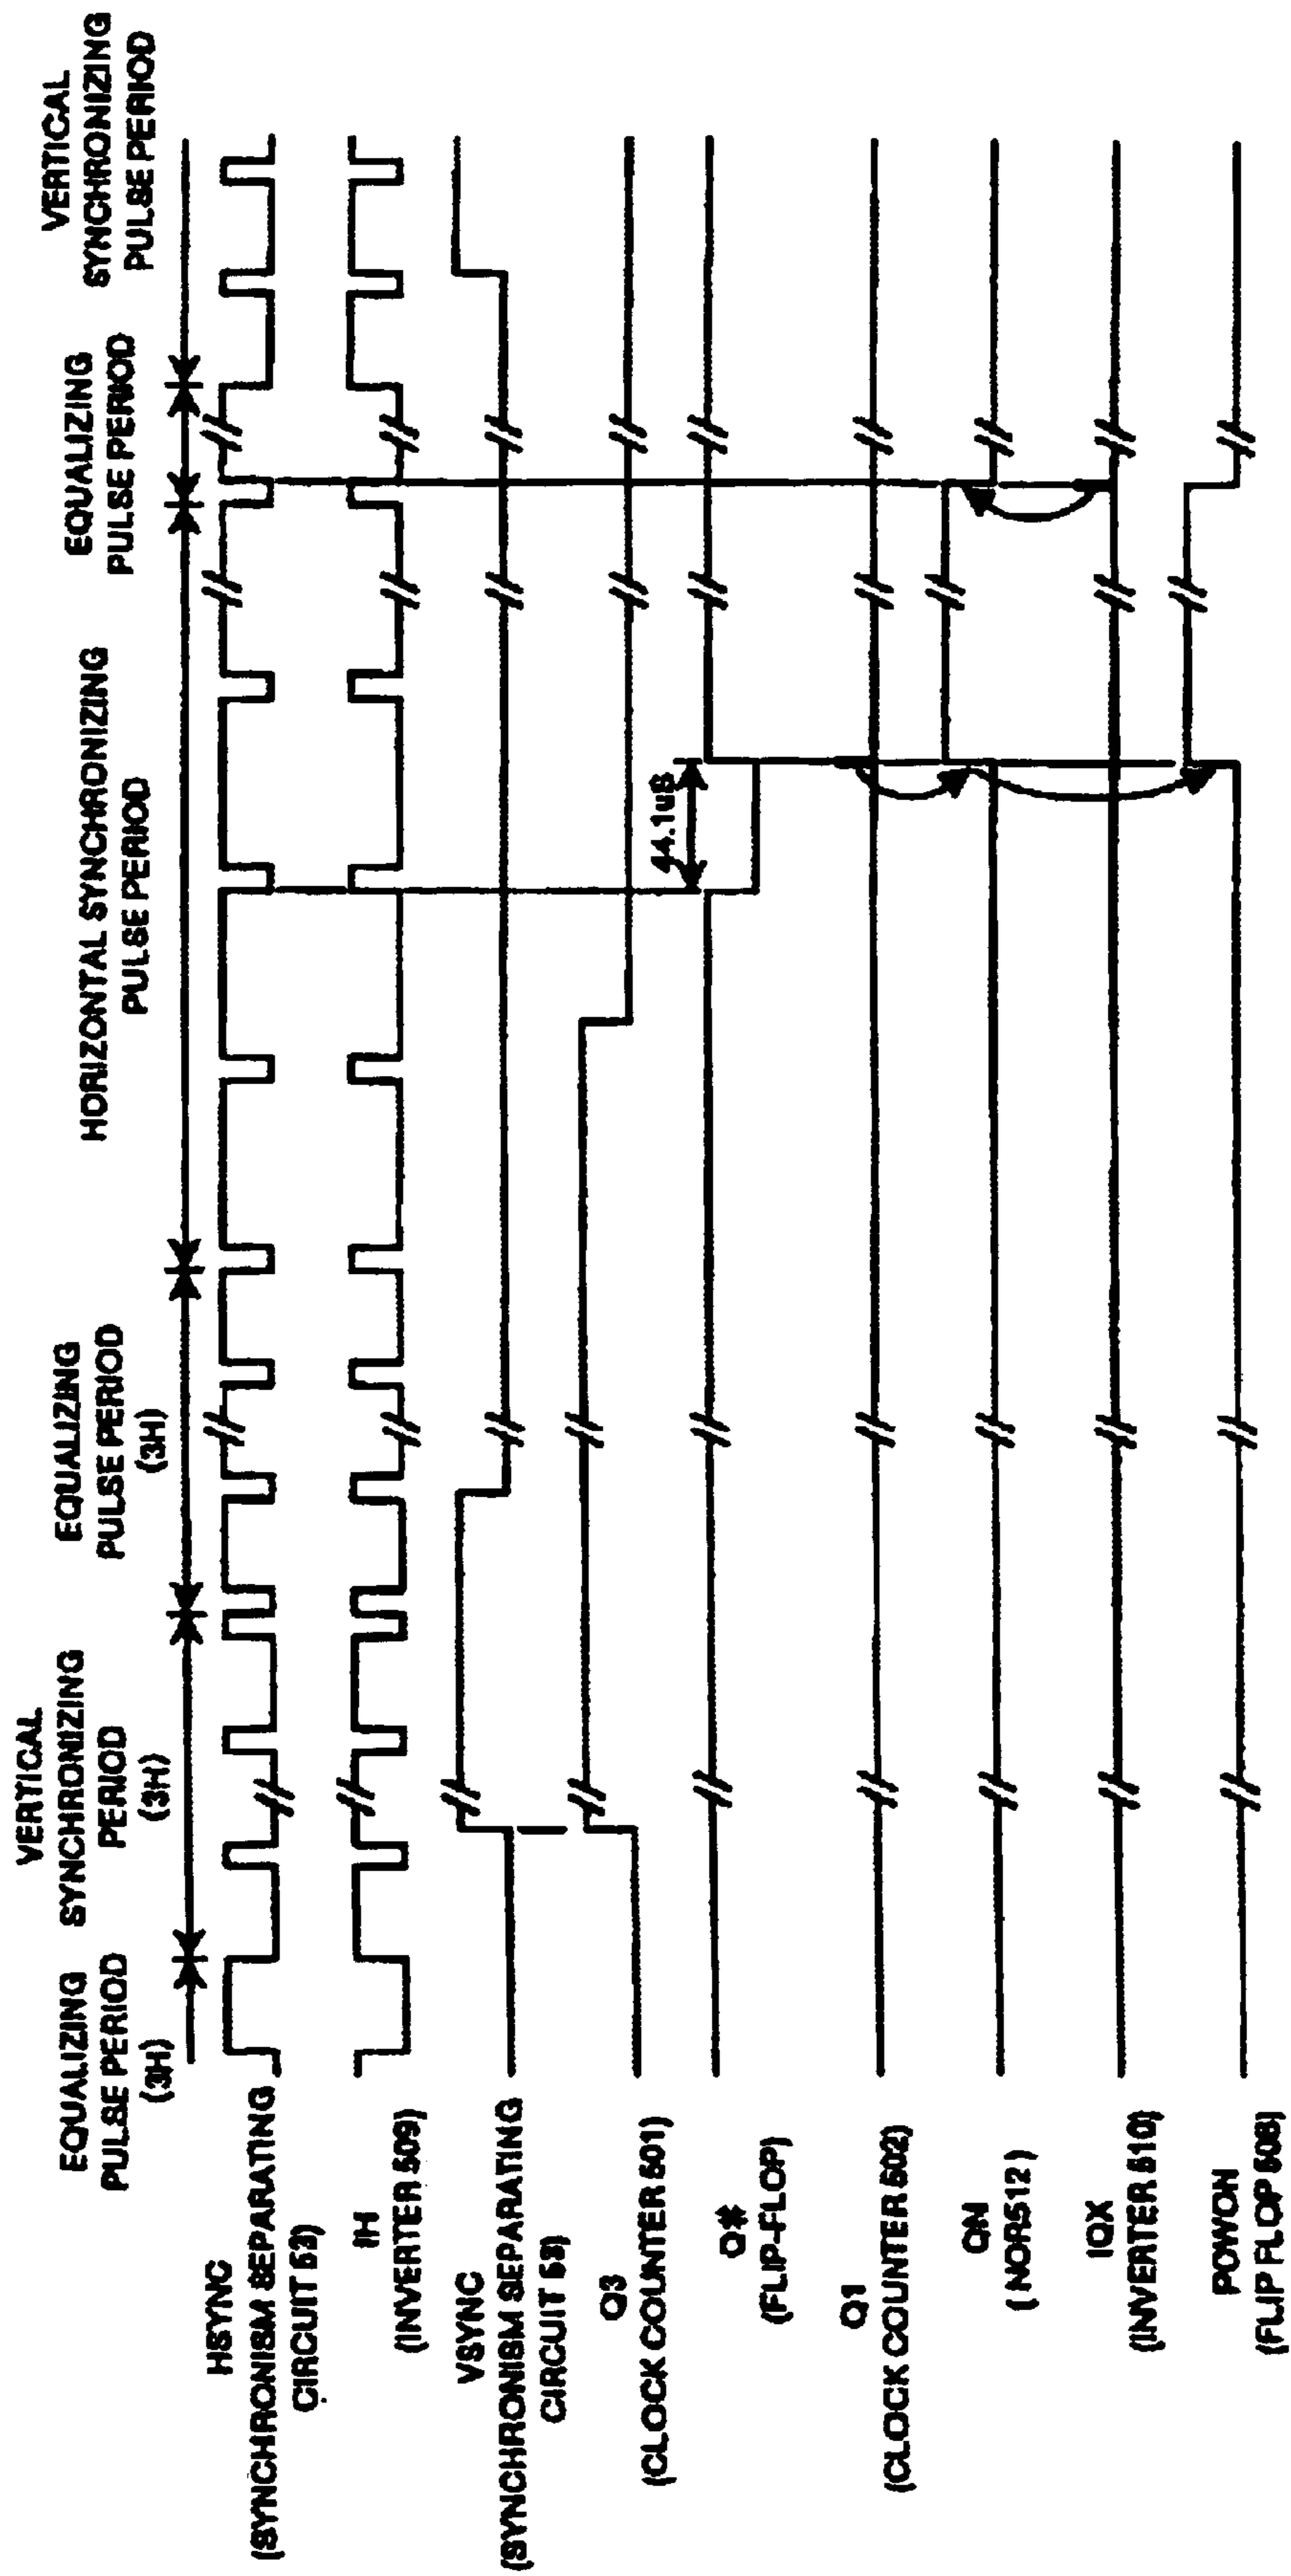 EQUALIZING
PULSE PERIOD
(3H)
VERTICAL
SYNCHRONIZING
PERIOD
(3H)
EQUALIZING
PULSE PERIOD
(3H)
HORIZONTAL SYNCHRONIZING
PULSE PERIOD
EQUALIZING
PULSE PERIOD
VERTICAL
SYNCHRONIZING
PULSE PERIOD
HSYNC
(SYNCHRONISM SEPARATING
CIRCUIT 53)
IH
(INVERTER 509)
VSYNC
(SYNCHRONISM SEPARATING
CIRCUIT 53)
Q3
(CLOCK COUNTER 501)
44.1uS
Q#
(FLIP-FLOP)
Q1
(CLOCK COUNTER 502)
QN
(NOR512)
IQX
(INVERTER 510)
POWON
(FLIP FLOP 508)